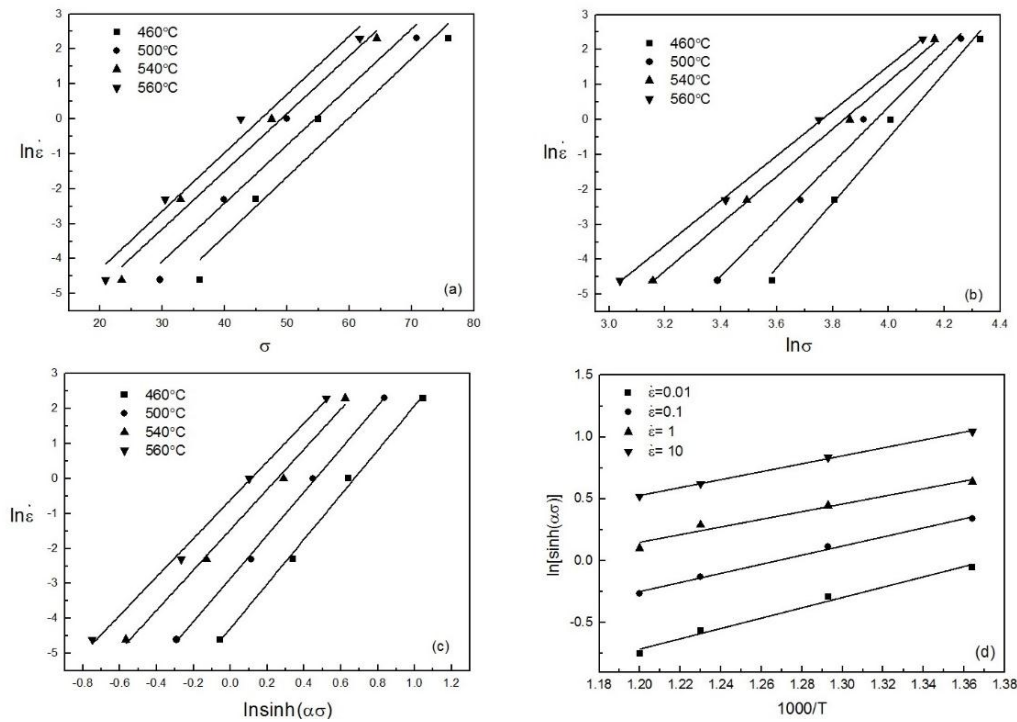 3
2
1
0
-1
-2
-3
-4
-5
20 30 40 50 60 70 80
lnε̇
σ
460°C
500°C
540°C
560°C
(a)
3
2
1
0
-1
-2
-3
-4
-5
3.0 3.2 3.4 3.6 3.8 4.0 4.2 4.4
lnε̇
lnσ
460°C
500°C
540°C
560°C
(b)
3
2
1
0
-1
-2
-3
-4
-5
-0.8 -0.6 -0.4 -0.2 0.0 0.2 0.4 0.6 0.8 1.0 1.2
lnε̇
lnsinh(ασ)
460°C
500°C
540°C
560°C
(c)
1.5
1.0
0.5
0.0
-0.5
1.18 1.20 1.22 1.24 1.26 1.28 1.30 1.32 1.34 1.36 1.38
ln[sinh(ασ)]
1000/T
ε̇=0.01
ε̇=0.1
ε̇= 1
ε̇= 10
(d)